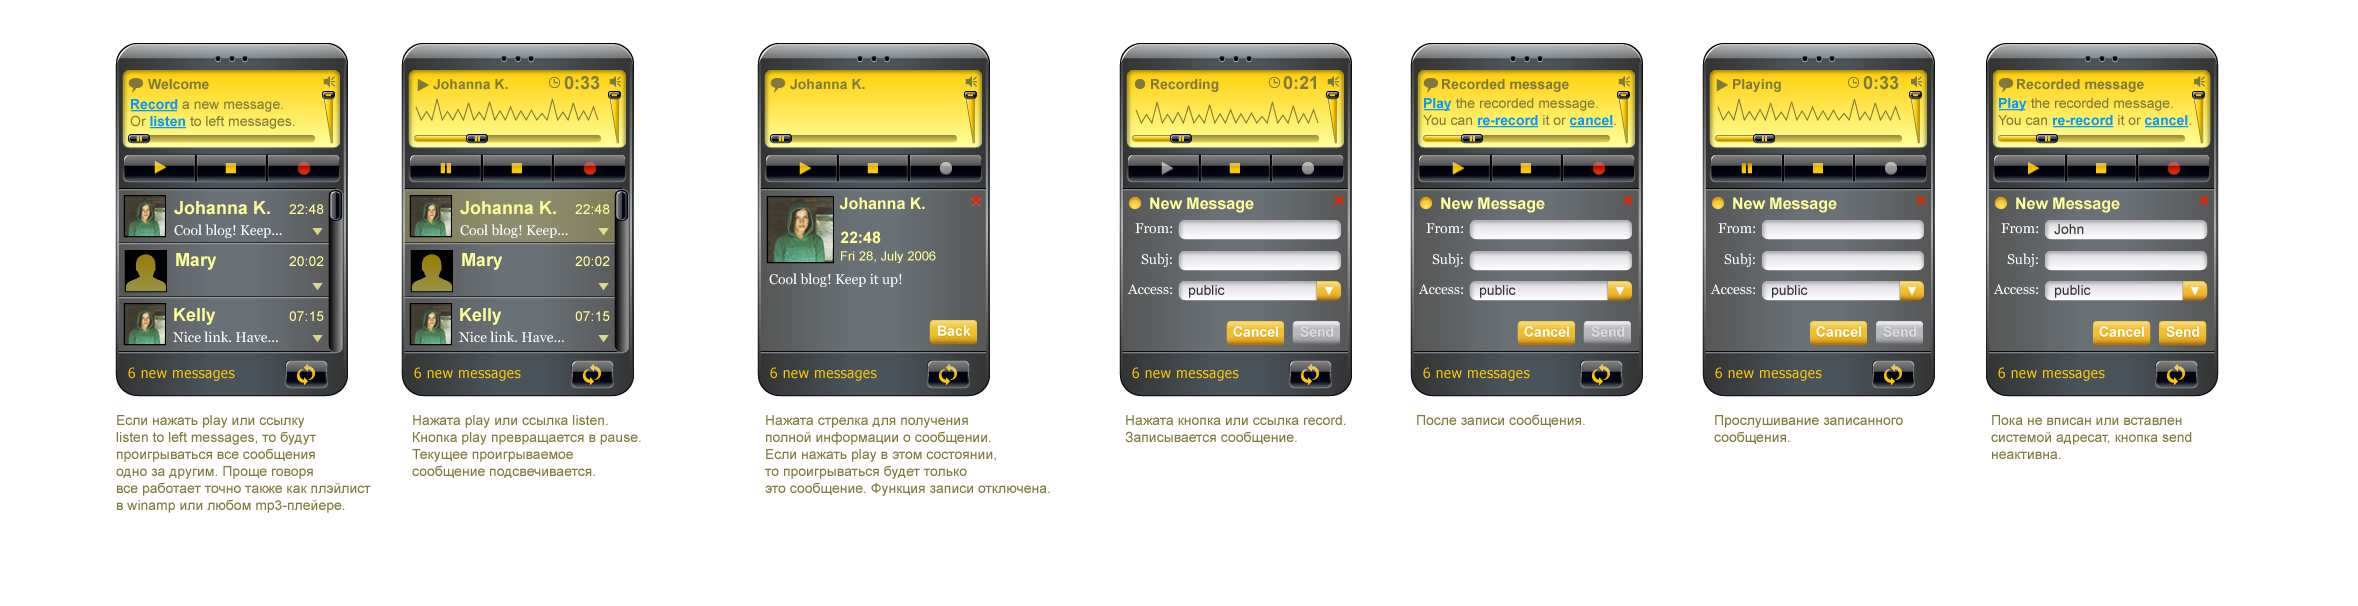 Welcome
Record a new message.
Or listen to left messages.
Johanna K. 22:48
Cool blog! Keep...
Mary 20:02
Kelly 07:15
Nice link. Have...
6 new messages
Если нажать play или ссылку
listen to left messages, то будут
проигрываться все сообщения
одно за другим. Проще говоря
все работает точно также как плэйлист
в winamp или любом mp3-плейере.
Johanna K. 0:33
Johanna K. 22:48
Cool blog! Keep...
Mary 20:02
Kelly 07:15
Nice link. Have...
6 new messages
Нажата play или ссылка listen.
Кнопка play превращается в pause.
Текущее проигрываемое
сообщение подсвечивается.
Johanna K.
Johanna K.
22:48
Fri 28, July 2006
Cool blog! Keep it up!
Back
6 new messages
Нажата стрелка для получения
полной информации о сообщении.
Если нажать play в этом состоянии,
то проигрываться будет только
это сообщение. Функция записи отключена.
Recording 0:21
New Message
From:
Subj:
Access: public
Cancel Send
6 new messages
Нажата кнопка или ссылка record.
Записывается сообщение.
Recorded message
Play the recorded message.
You can re-record it or cancel.
New Message
From:
Subj:
Access: public
Cancel Send
6 new messages
После записи сообщения.
Playing 0:33
New Message
From:
Subj:
Access: public
Cancel Send
6 new messages
Прослушивание записанного
сообщения.
Recorded message
Play the recorded message.
You can re-record it or cancel.
New Message
From: John
Subj:
Access: public
Cancel Send
6 new messages
Пока не вписан или вставлен
системой адресат, кнопка send
неактивна.